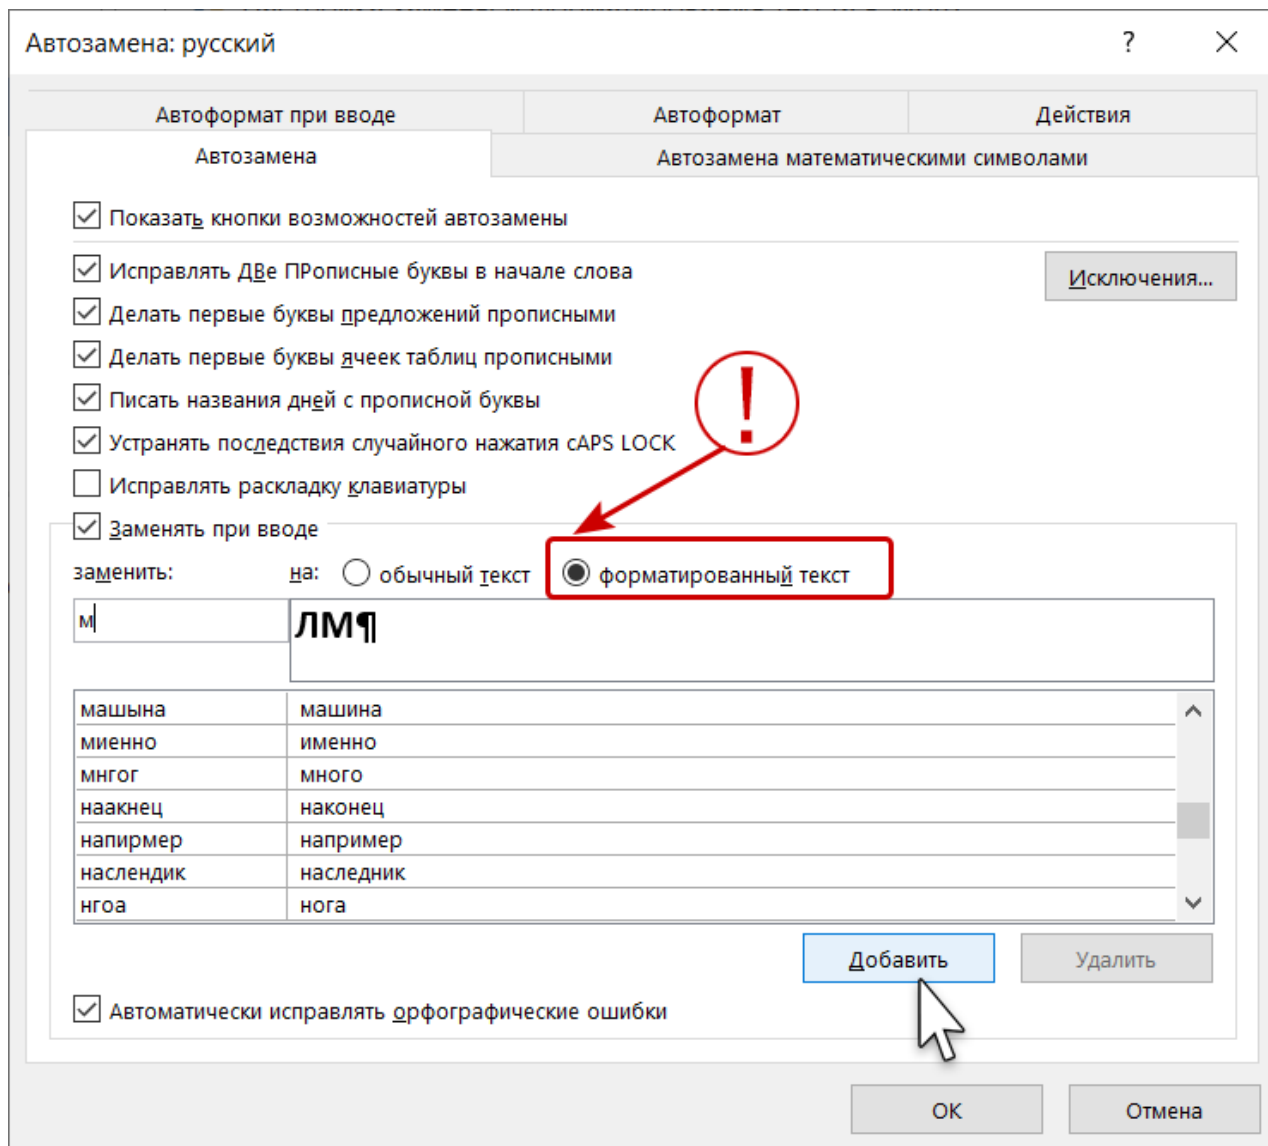 Автозамена: русский ?
Автоформат при вводе Автоформат Действия
Автозамена Автозамена математическими символами
Показать кнопки возможностей автозамены
Исправлять ДВе ПРописные буквы в начале слова Исключения...
Делать первые буквы предложений прописными
Делать первые буквы ячеек таблиц прописными
Писать названия дней с прописной буквы
!
Устранять последствия случайного нажатия cAPS LOCK
Исправлять раскладку клавиатуры
Заменять при вводе
заменить: на: обычный текст форматированный текст
м ЛМ¶
машына машина
миенно именно
мнгог много
наакнец наконец
напирмер например
наслендик наследник
нгоа нога
Добавить Удалить
Автоматически исправлять орфографические ошибки
ОК Отмена